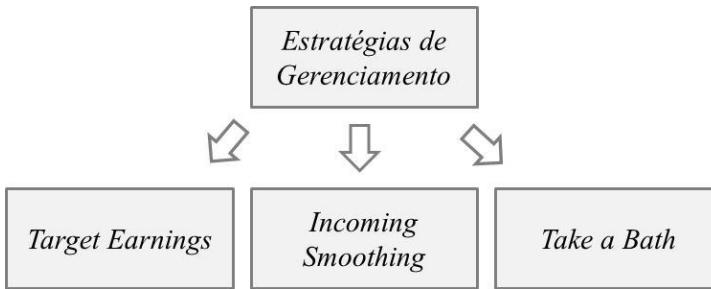 Estratégias de
Gerenciamento
Target Earnings
Incoming
Smoothing
Take a Bath